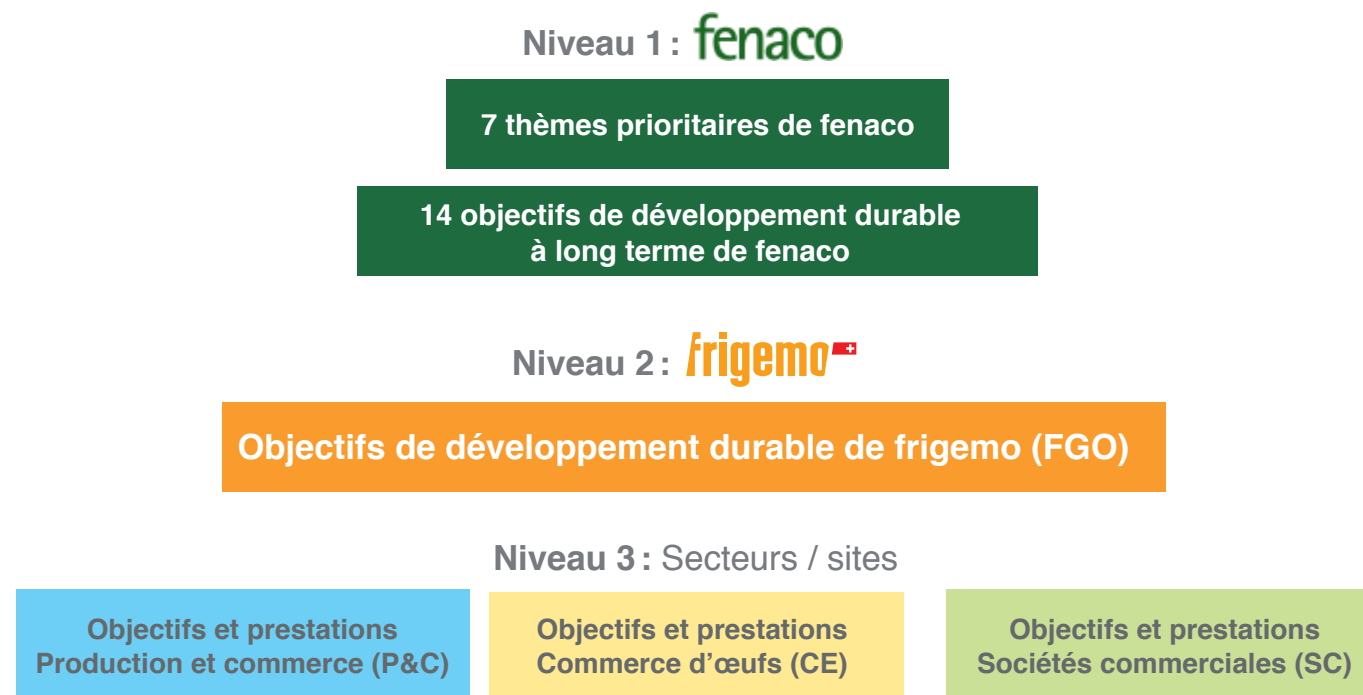 Niveau 1 : fenaco
7 thèmes prioritaires de fenaco
14 objectifs de développement durable
à long terme de fenaco
Niveau 2 : frigemo
Objectifs de développement durable de frigemo (FGO)
Niveau 3 : Secteurs / sites
Objectifs et prestations
Production et commerce (P&C)
Objectifs et prestations
Commerce d’œufs (CE)
Objectifs et prestations
Sociétés commerciales (SC)